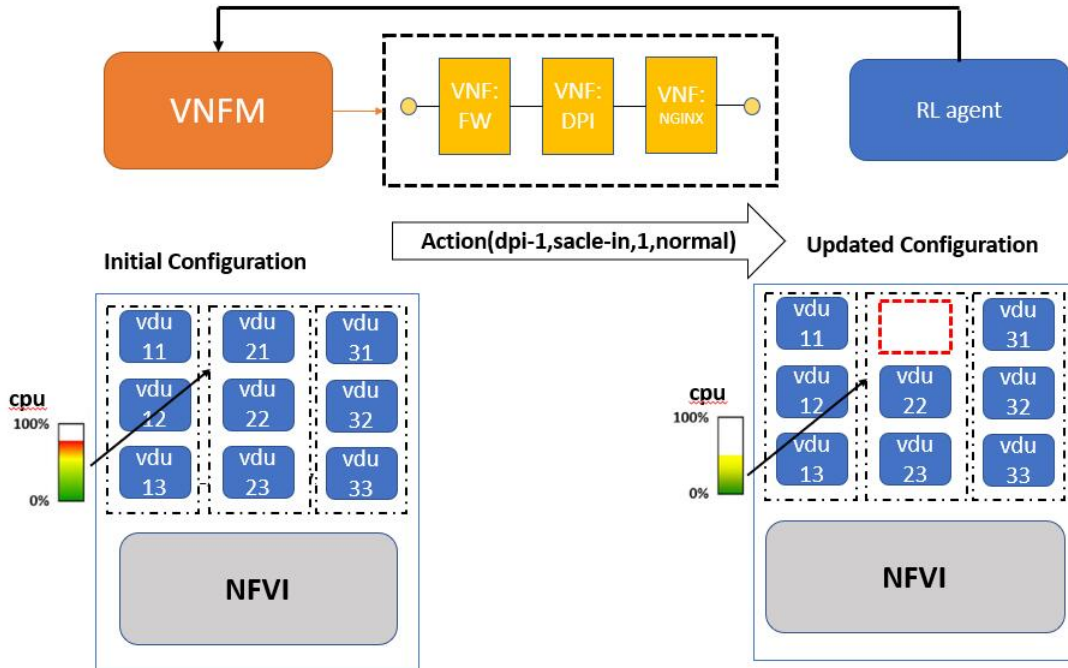 VNFM
VNF:
FW
VNF:
DPI
VNF:
NGINX
RL agent
Action(dpi-1,sacle-in,1,normal)
Initial Configuration
Updated Configuration
vdu
11
vdu
21
vdu
31
vdu
12
vdu
22
vdu
32
vdu
13
vdu
23
vdu
33
cpu
100%
0%
NFVI
vdu
11
vdu
31
vdu
12
vdu
22
vdu
32
vdu
13
vdu
23
vdu
33
cpu
100%
0%
NFVI